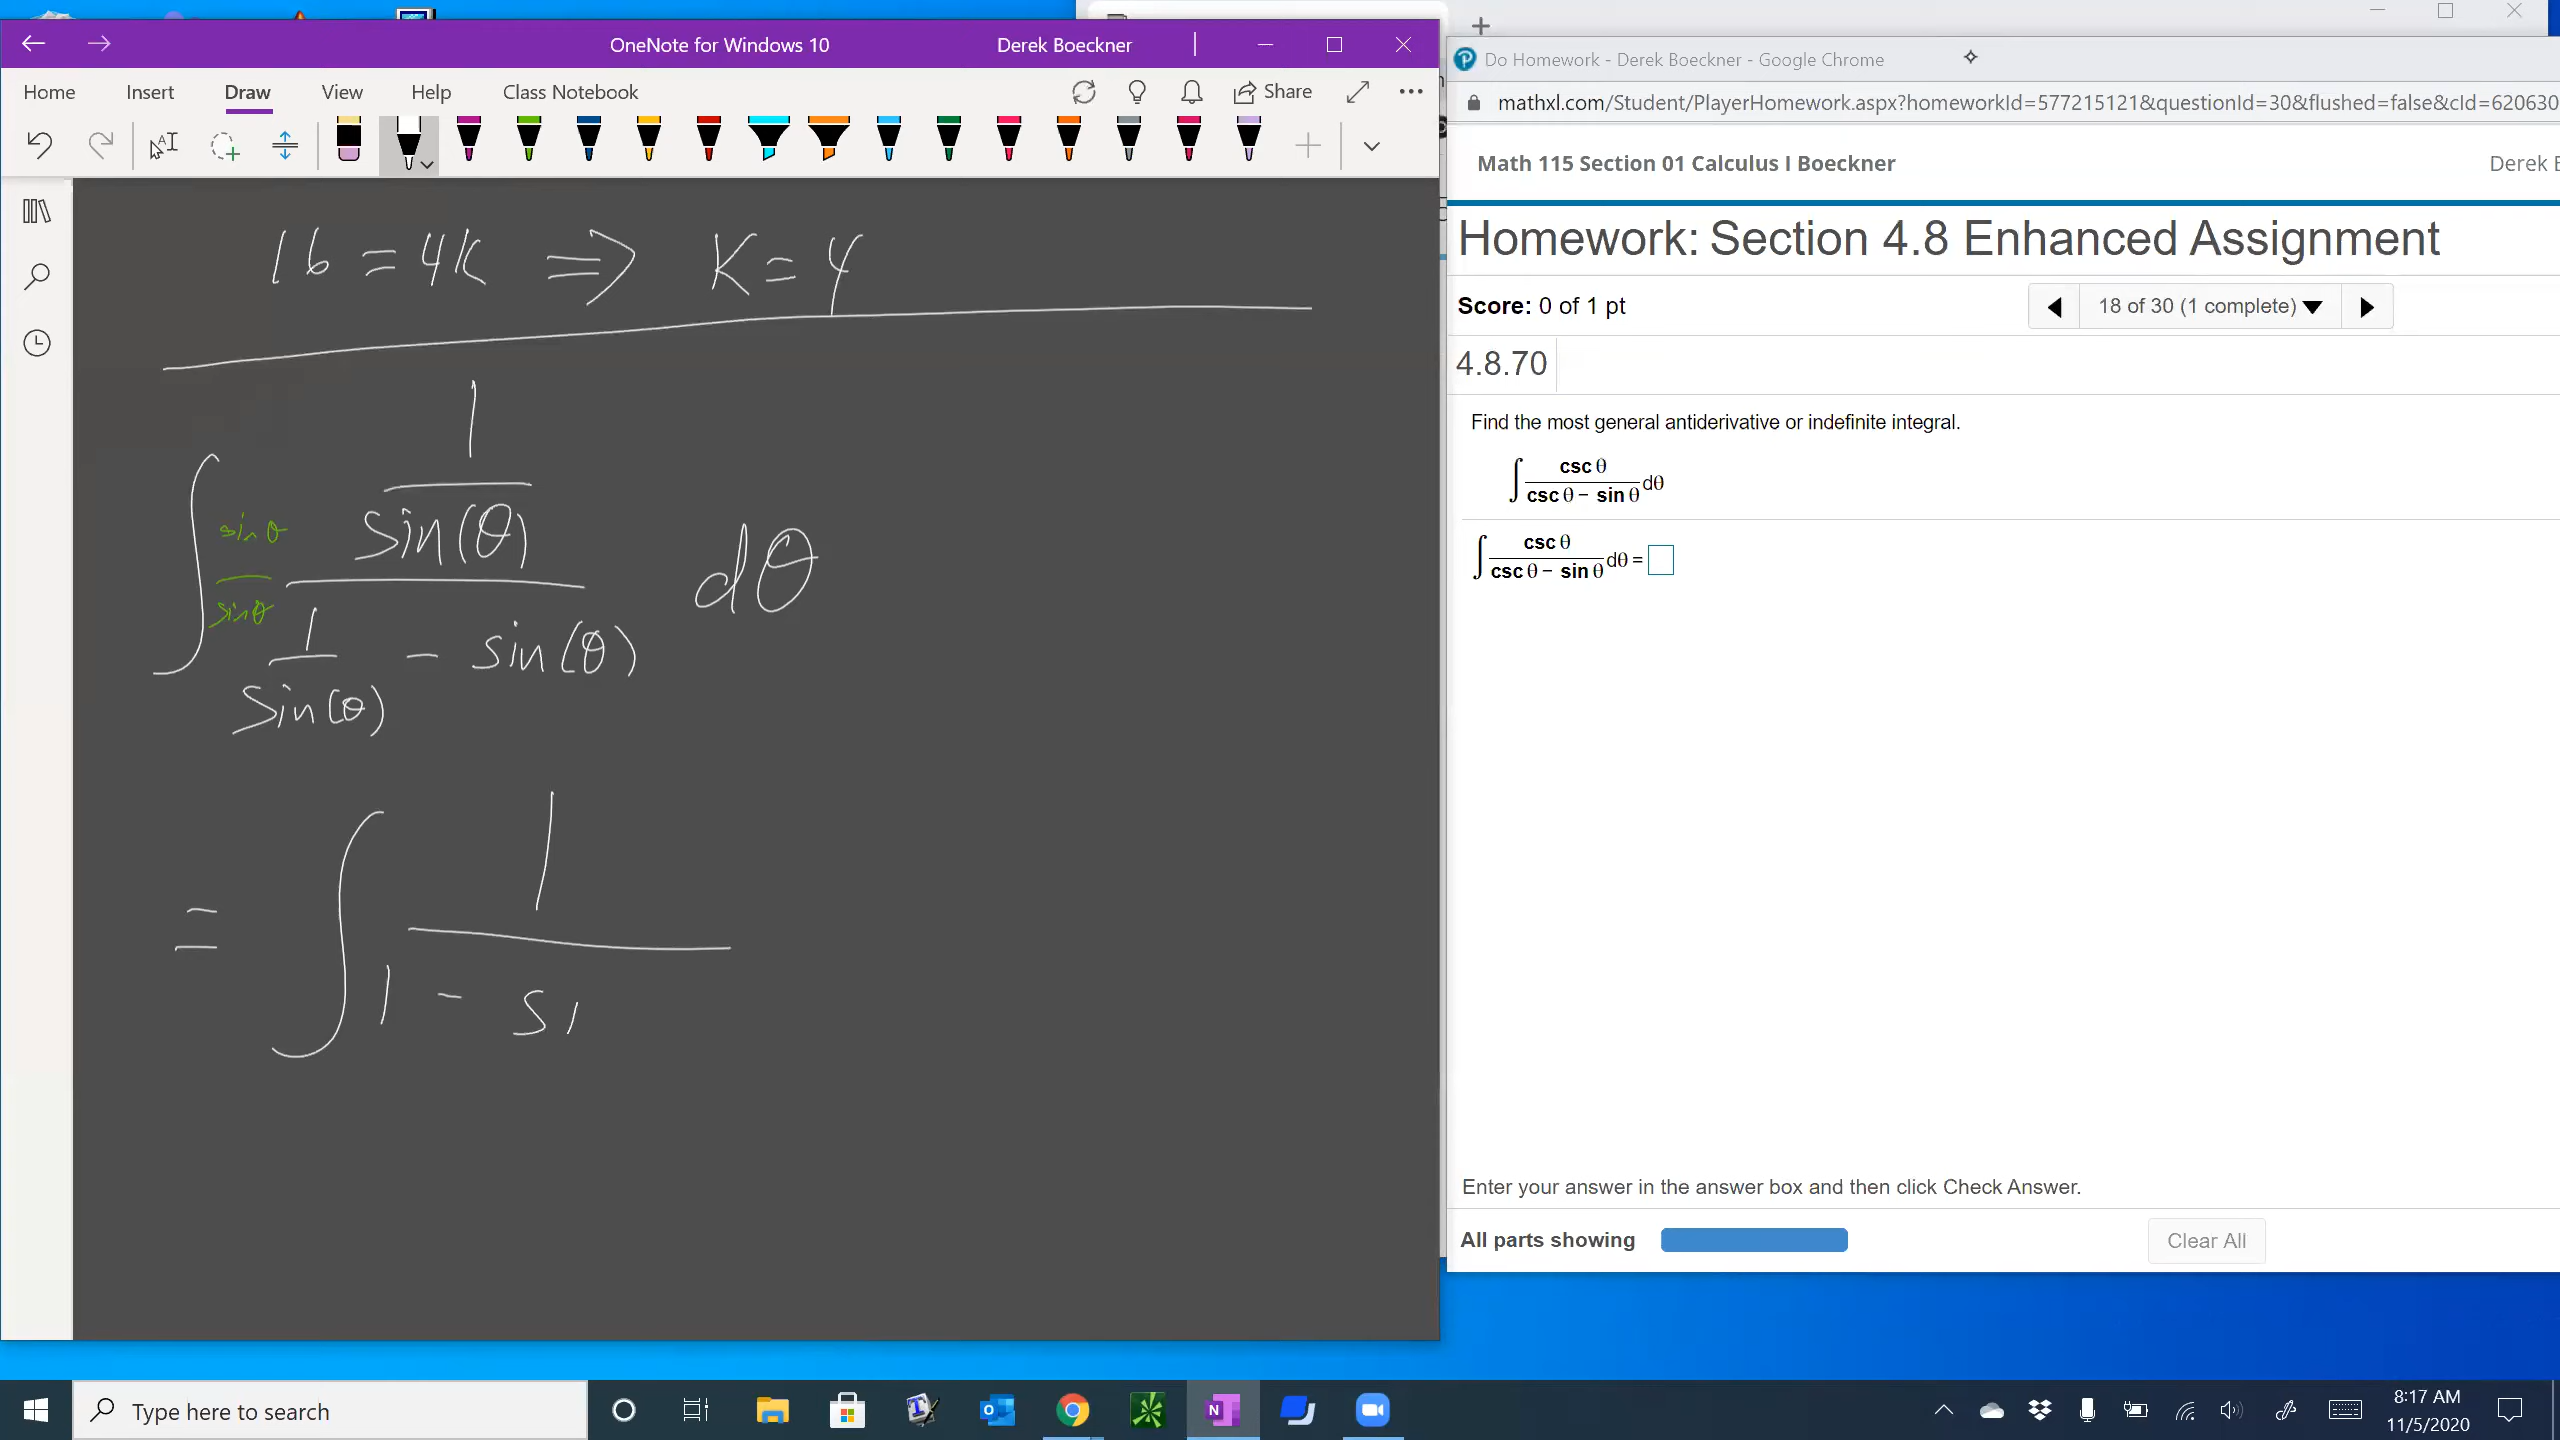 OneNote for Windows 10 Derek Boeckner
Home Insert Draw View Help Class Notebook Share
16 = 4K ⇒ K = 4
∫ sinθ/sinθ (1/sin(θ))/(1/sin(θ) - sin(θ)) dθ
= ∫ 1/(1 - si
Do Homework - Derek Boeckner - Google Chrome
mathxl.com/Student/PlayerHomework.aspx?homeworkId=577215121&questionId=30&flushed=false&cId=620630
Math 115 Section 01 Calculus I Boeckner Derek
Homework: Section 4.8 Enhanced Assignment
Score: 0 of 1 pt 18 of 30 (1 complete)
4.8.70
Find the most general antiderivative or indefinite integral.
∫ csc θ/(csc θ − sin θ) dθ
∫ csc θ/(csc θ − sin θ) dθ =
Enter your answer in the answer box and then click Check Answer.
All parts showing Clear All
Type here to search
8:17 AM
11/5/2020